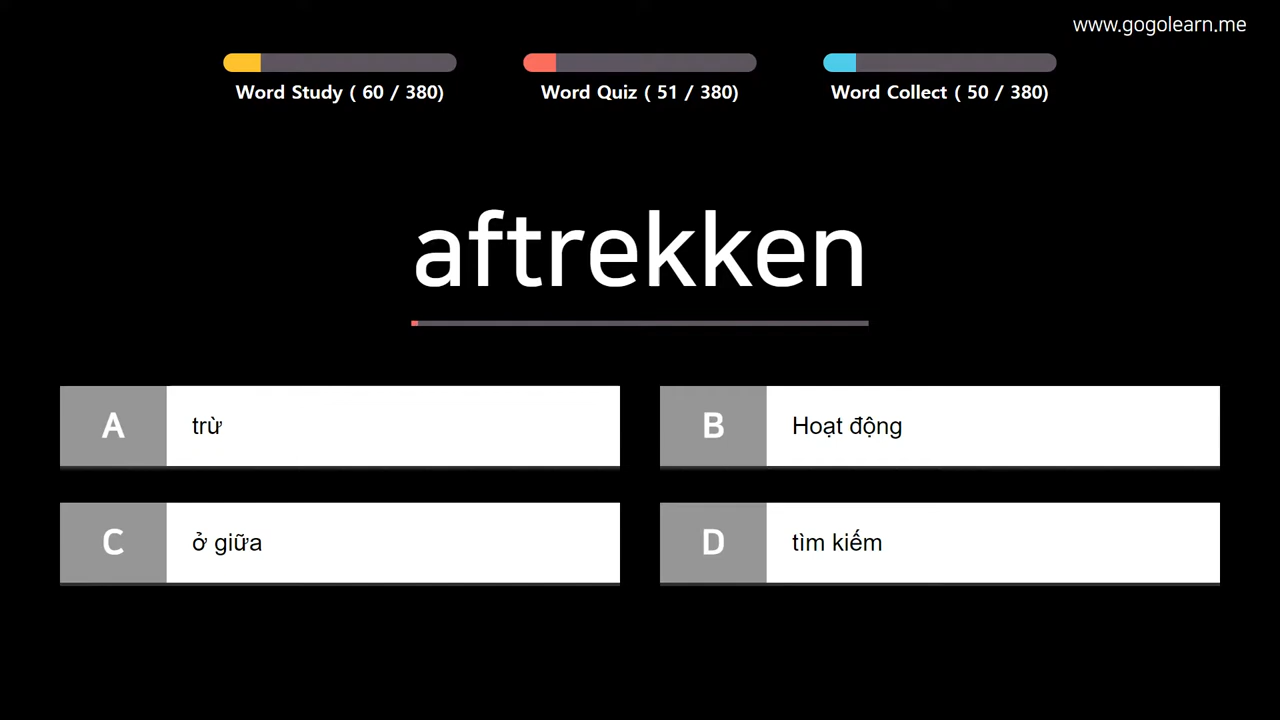 www.gogolearn.me
Word Study ( 60 / 380)
Word Quiz ( 51 / 380)
Word Collect ( 50 / 380)
aftrekken
A trừ
B Hoạt động
C ở giữa
D tìm kiếm